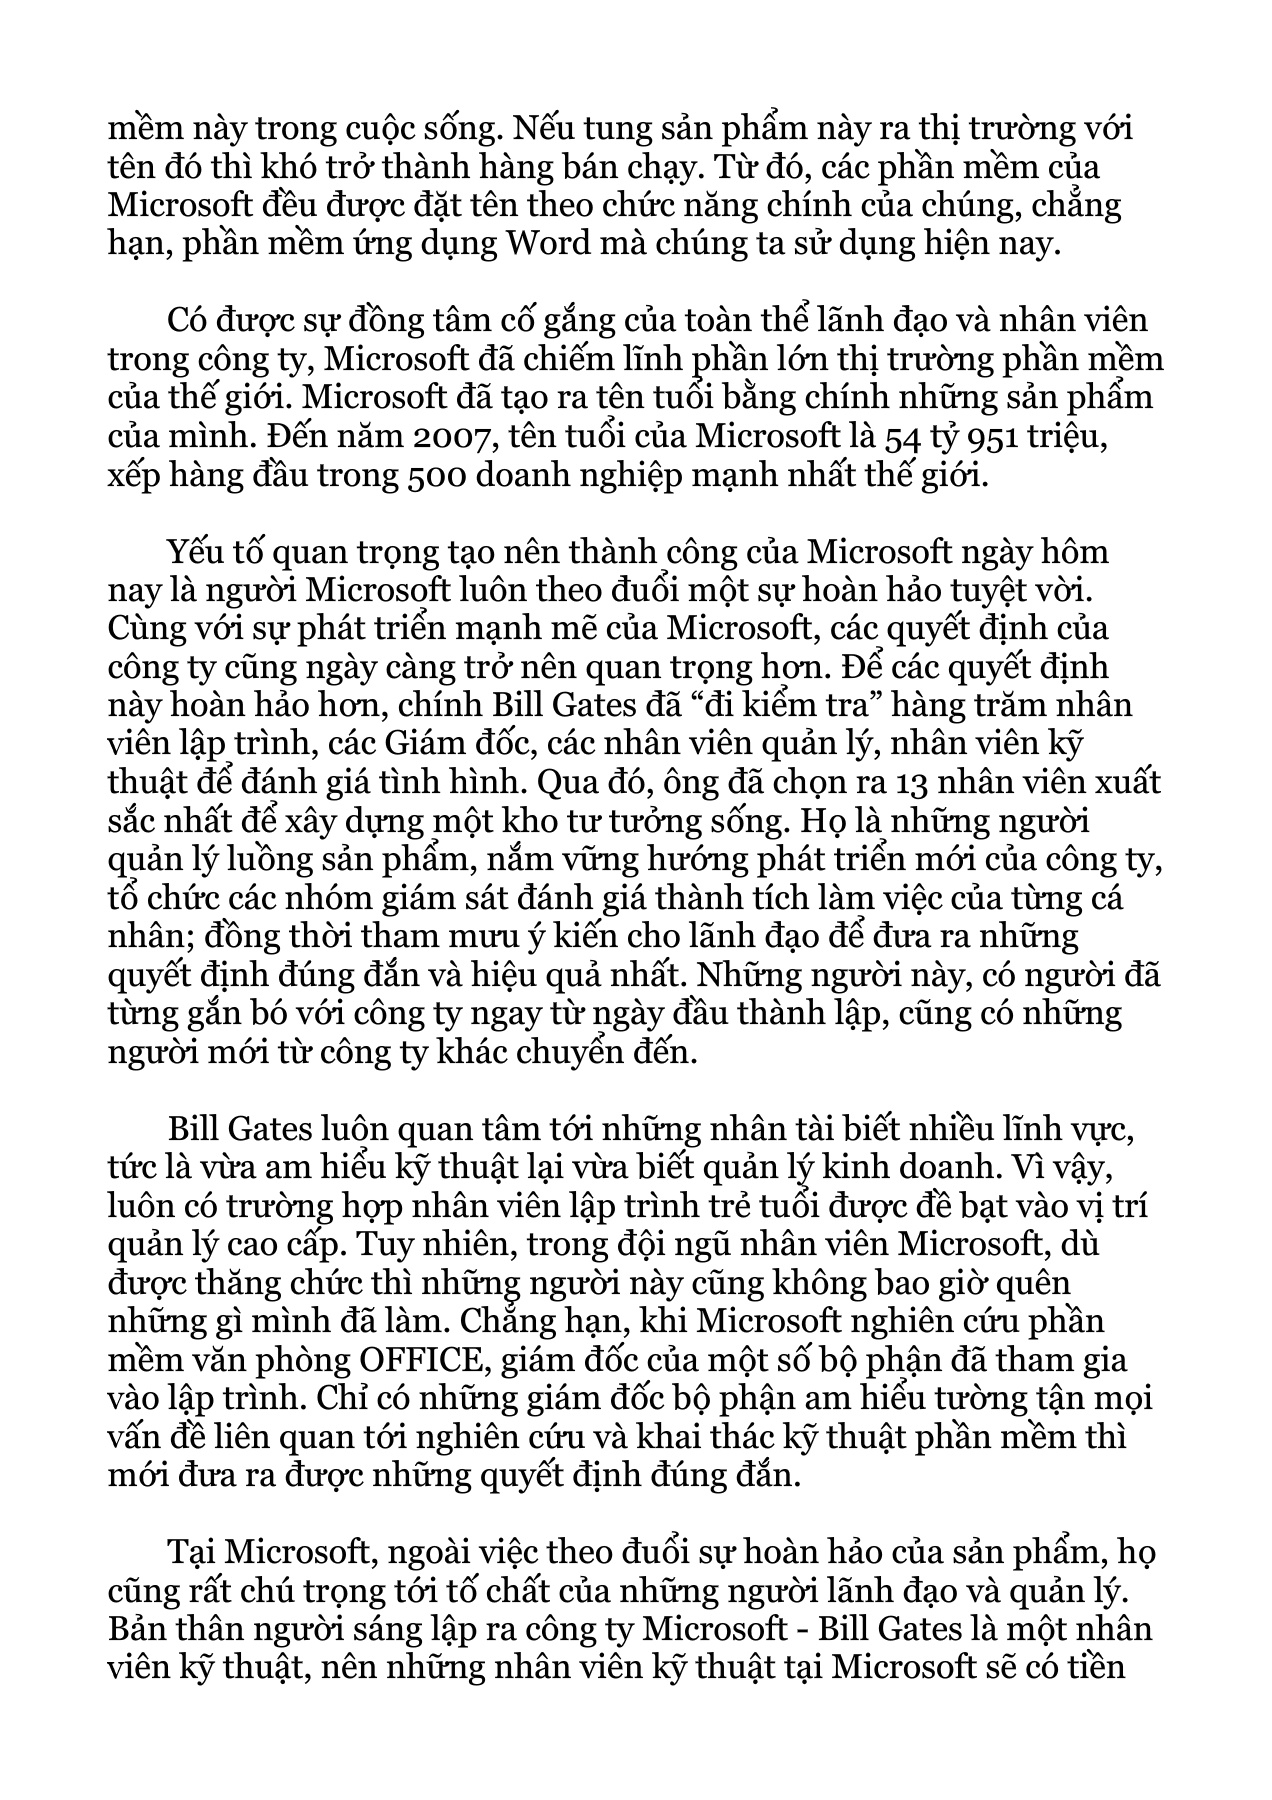 mềm này trong cuộc sống. Nếu tung sản phẩm này ra thị trường với
tên đó thì khó trở thành hàng bán chạy. Từ đó, các phần mềm của
Microsoft đều được đặt tên theo chức năng chính của chúng, chẳng
hạn, phần mềm ứng dụng Word mà chúng ta sử dụng hiện nay.
Có được sự đồng tâm cố gắng của toàn thể lãnh đạo và nhân viên
trong công ty, Microsoft đã chiếm lĩnh phần lớn thị trường phần mềm
của thế giới. Microsoft đã tạo ra tên tuổi bằng chính những sản phẩm
của mình. Đến năm 2007, tên tuổi của Microsoft là 54 tỷ 951 triệu,
xếp hàng đầu trong 500 doanh nghiệp mạnh nhất thế giới.
Yếu tố quan trọng tạo nên thành công của Microsoft ngày hôm
nay là người Microsoft luôn theo đuổi một sự hoàn hảo tuyệt vời.
Cùng với sự phát triển mạnh mẽ của Microsoft, các quyết định của
công ty cũng ngày càng trở nên quan trọng hơn. Để các quyết định
này hoàn hảo hơn, chính Bill Gates đã “đi kiểm tra” hàng trăm nhân
viên lập trình, các Giám đốc, các nhân viên quản lý, nhân viên kỹ
thuật để đánh giá tình hình. Qua đó, ông đã chọn ra 13 nhân viên xuất
sắc nhất để xây dựng một kho tư tưởng sống. Họ là những người
quản lý luồng sản phẩm, nắm vững hướng phát triển mới của công ty,
tổ chức các nhóm giám sát đánh giá thành tích làm việc của từng cá
nhân; đồng thời tham mưu ý kiến cho lãnh đạo để đưa ra những
quyết định đúng đắn và hiệu quả nhất. Những người này, có người đã
từng gắn bó với công ty ngay từ ngày đầu thành lập, cũng có những
người mới từ công ty khác chuyển đến.
Bill Gates luôn quan tâm tới những nhân tài biết nhiều lĩnh vực,
tức là vừa am hiểu kỹ thuật lại vừa biết quản lý kinh doanh. Vì vậy,
luôn có trường hợp nhân viên lập trình trẻ tuổi được đề bạt vào vị trí
quản lý cao cấp. Tuy nhiên, trong đội ngũ nhân viên Microsoft, dù
được thăng chức thì những người này cũng không bao giờ quên
những gì mình đã làm. Chẳng hạn, khi Microsoft nghiên cứu phần
mềm văn phòng OFFICE, giám đốc của một số bộ phận đã tham gia
vào lập trình. Chỉ có những giám đốc bộ phận am hiểu tường tận mọi
vấn đề liên quan tới nghiên cứu và khai thác kỹ thuật phần mềm thì
mới đưa ra được những quyết định đúng đắn.
Tại Microsoft, ngoài việc theo đuổi sự hoàn hảo của sản phẩm, họ
cũng rất chú trọng tới tố chất của những người lãnh đạo và quản lý.
Bản thân người sáng lập ra công ty Microsoft - Bill Gates là một nhân
viên kỹ thuật, nên những nhân viên kỹ thuật tại Microsoft sẽ có tiền